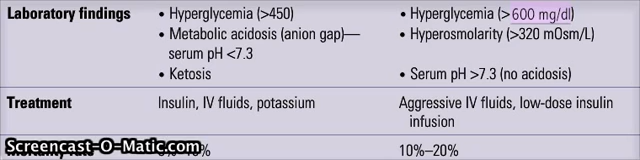 Laboratory findings
• Hyperglycemia (>450)
• Metabolic acidosis (anion gap)—
serum pH <7.3
• Ketosis
• Hyperglycemia (>600 mg/dl)
• Hyperosmolarity (>320 mOsm/L)
• Serum pH >7.3 (no acidosis)
Treatment
Insulin, IV fluids, potassium
Aggressive IV fluids, low-dose insulin
infusion
10%–20%
Screencast-O-Matic.com